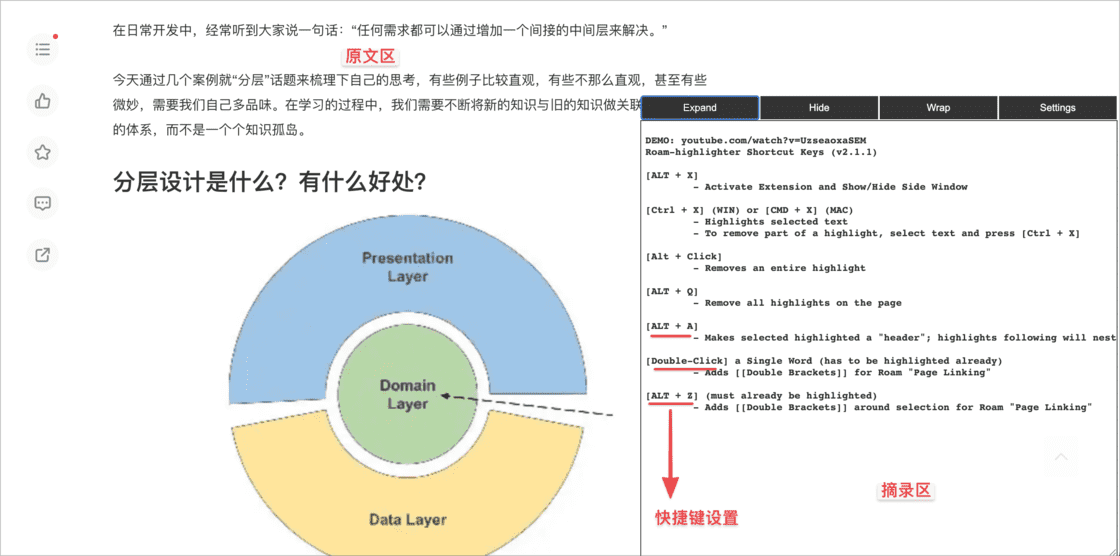 在日常开发中，经常听到大家说一句话：“任何需求都可以通过增加一个间接的中间层来解决。”
原文区
今天通过几个案例就“分层”话题来梳理下自己的思考，有些例子比较直观，有些不那么直观，甚至有些
微妙，需要我们自己多品味。在学习的过程中，我们需要不断将新的知识与旧的知识做关联
的体系，而不是一个个知识孤岛。
分层设计是什么？有什么好处？
Presentation
Layer
Domain
Layer
Data Layer
Expand
Hide
Wrap
Settings
DEMO: youtube.com/watch?v=UzseaoxaSEM
Roam-highlighter Shortcut Keys (v2.1.1)
[ALT + X]
- Activate Extension and Show/Hide Side Window
[Ctrl + X] (WIN) or [CMD + X] (MAC)
- Highlights selected text
- To remove part of a highlight, select text and press [Ctrl + X]
[Alt + Click]
- Removes an entire highlight
[ALT + Q]
- Remove all highlights on the page
[ALT + A]
- Makes selected highlighted a "header"; highlights following will nest
[Double-Click] a Single Word (has to be highlighted already)
- Adds [[Double Brackets]] for Roam "Page Linking"
[ALT + Z] (must already be highlighted)
- Adds [[Double Brackets]] around selection for Roam "Page Linking"
摘录区
快捷键设置